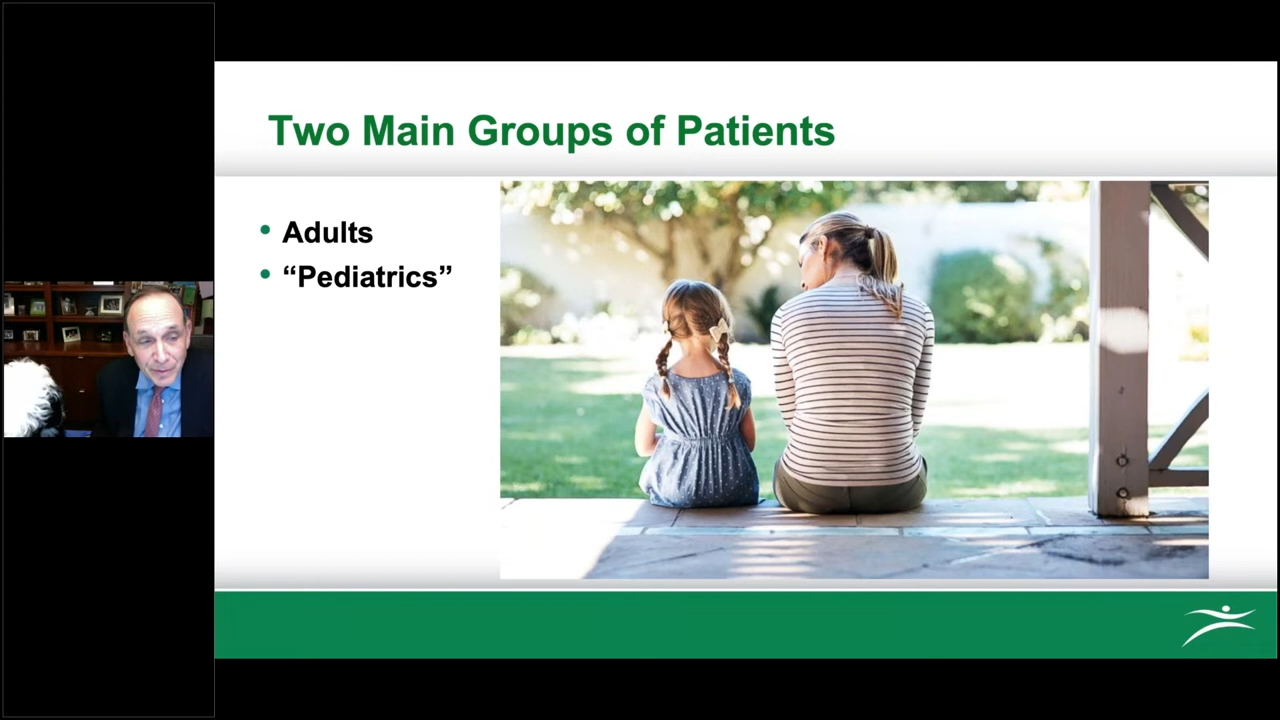 Two Main Groups of Patients
• Adults
• “Pediatrics”